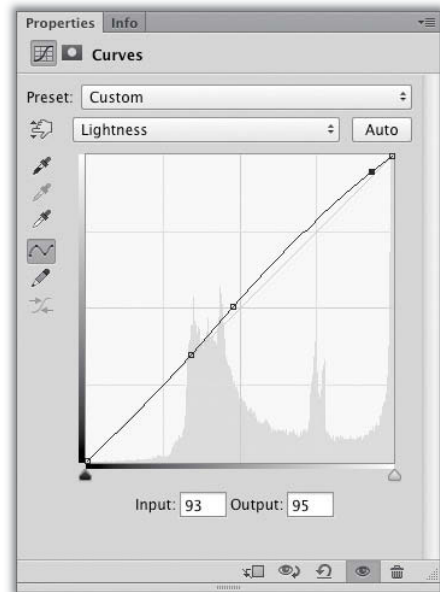 Properties Info
Curves
Preset: Custom
Lightness Auto
Input: 93 Output: 95